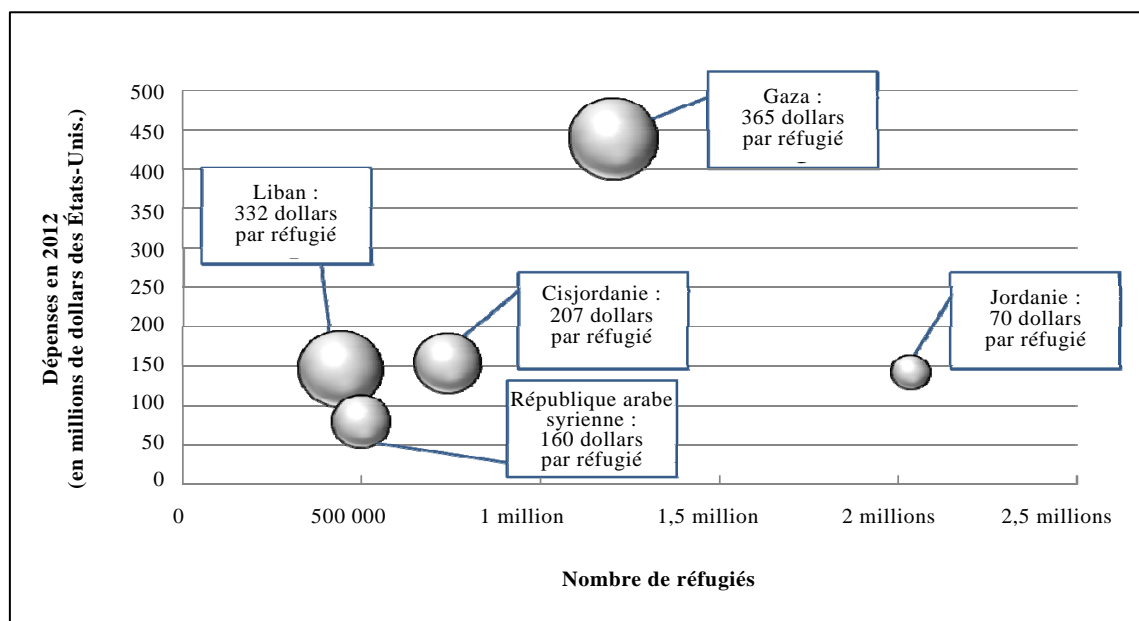 Dépenses en 2012
(en millions de dollars des États-Unis.)
500
450
400
350
300
250
200
150
100
50
0
Gaza :
365 dollars
par réfugié
Liban :
332 dollars
par réfugié
Cisjordanie :
207 dollars
par réfugié
Jordanie :
70 dollars
par réfugié
République arabe
syrienne :
160 dollars
par réfugié
0
500 000
1 million
1,5 million
2 millions
2,5 millions
Nombre de réfugiés